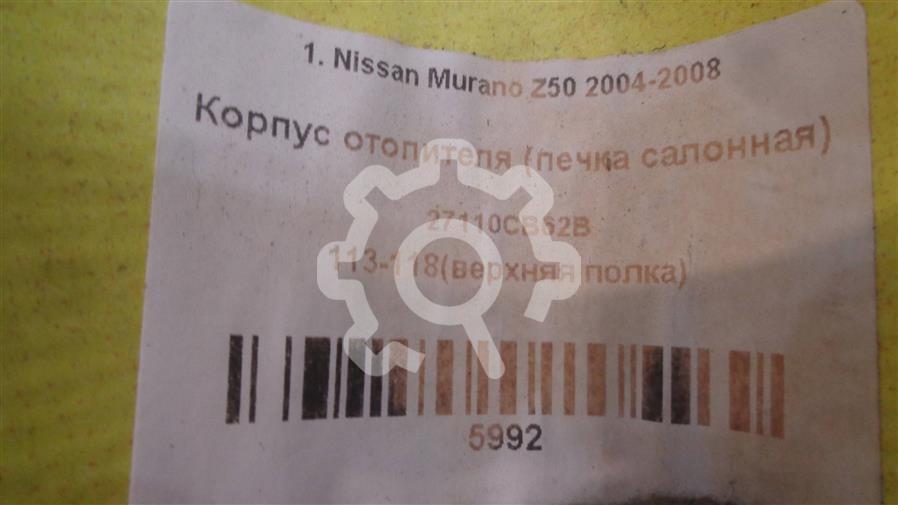 1. Nissan Murano Z50 2004-2008
Корпус отопителя (печка салонная)
27110CB62B
113-118(верхняя полка)
5992